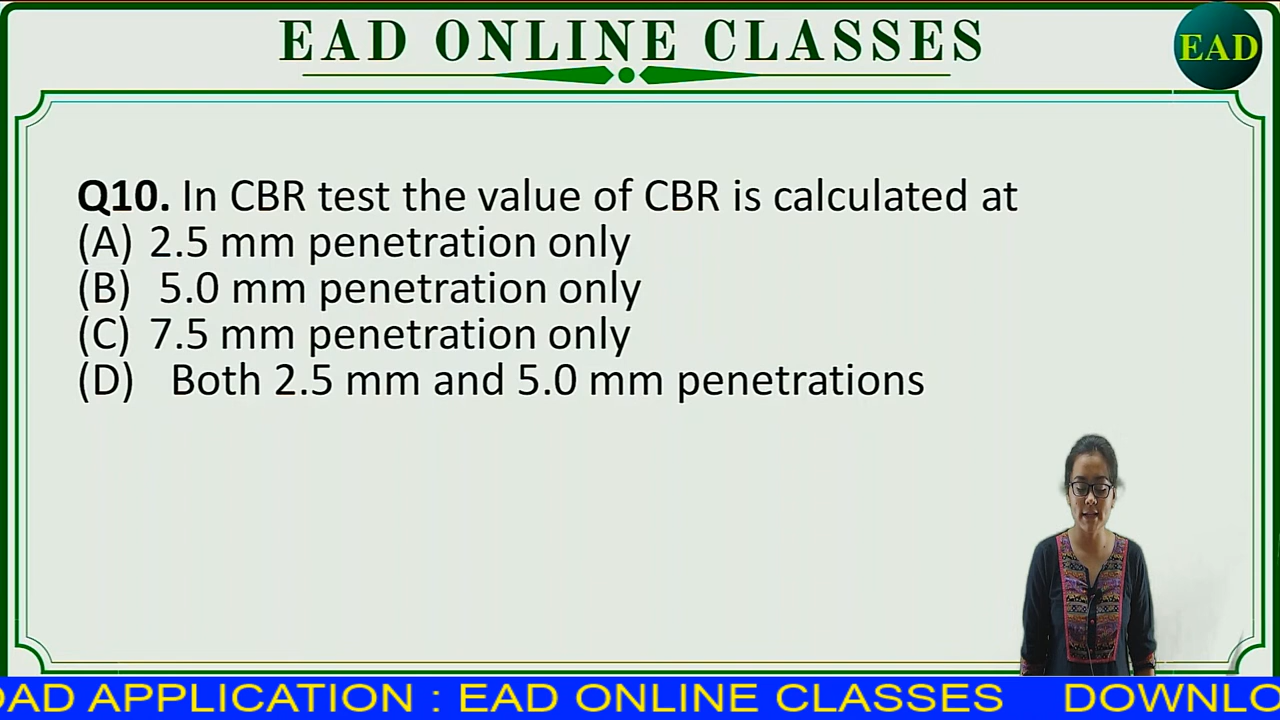 EAD ONLINE CLASSES
EAD
Q10. In CBR test the value of CBR is calculated at
(A) 2.5 mm penetration only
(B) 5.0 mm penetration only
(C) 7.5 mm penetration only
(D) Both 2.5 mm and 5.0 mm penetrations
OAD APPLICATION : EAD ONLINE CLASSES DOWNLO